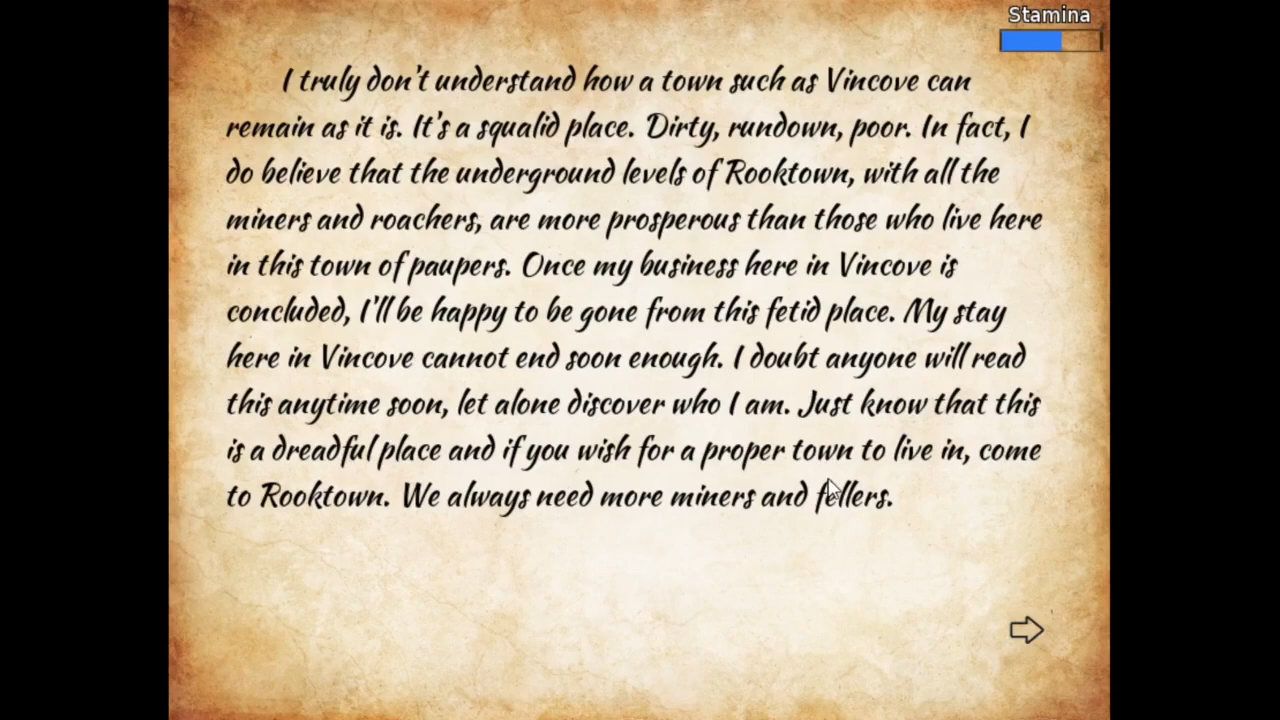 Stamina
I truly don't understand how a town such as Vincove can
remain as it is. It's a squalid place. Dirty, rundown, poor. In fact, I
do believe that the underground levels of Rooktown, with all the
miners and roachers, are more prosperous than those who live here
in this town of paupers. Once my business here in Vincove is
concluded, I'll be happy to be gone from this fetid place. My stay
here in Vincove cannot end soon enough. I doubt anyone will read
this anytime soon, let alone discover who I am. Just know that this
is a dreadful place and if you wish for a proper town to live in, come
to Rooktown. We always need more miners and fellers.